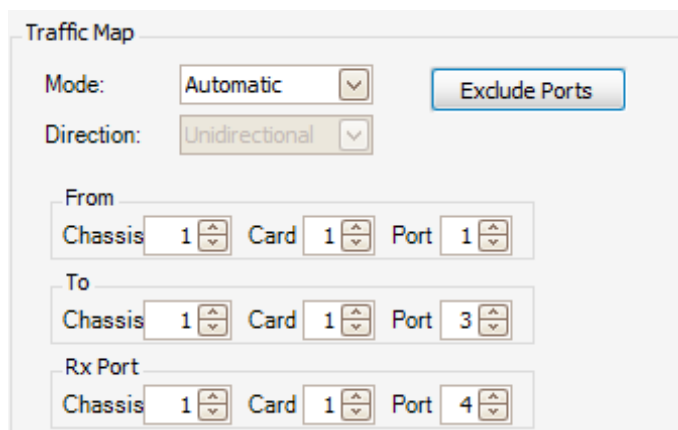 Traffic Map
Mode: Automatic Exclude Ports
Direction: Unidirectional
From
Chassis 1 Card 1 Port 1
To
Chassis 1 Card 1 Port 3
Rx Port
Chassis 1 Card 1 Port 4